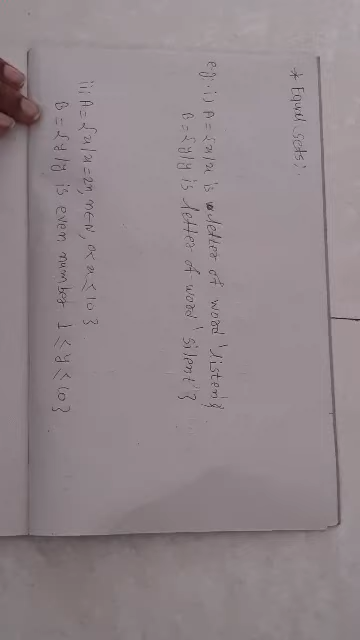 * Equal sets:
eg. i) A = {x/x is letter of word 'listen'}
B = {y/y is letter of word 'silent'}
ii) A = {x/x = 2n, n∈N, 0<x≤10}
B = {y/y is even number 1≤y≤10}